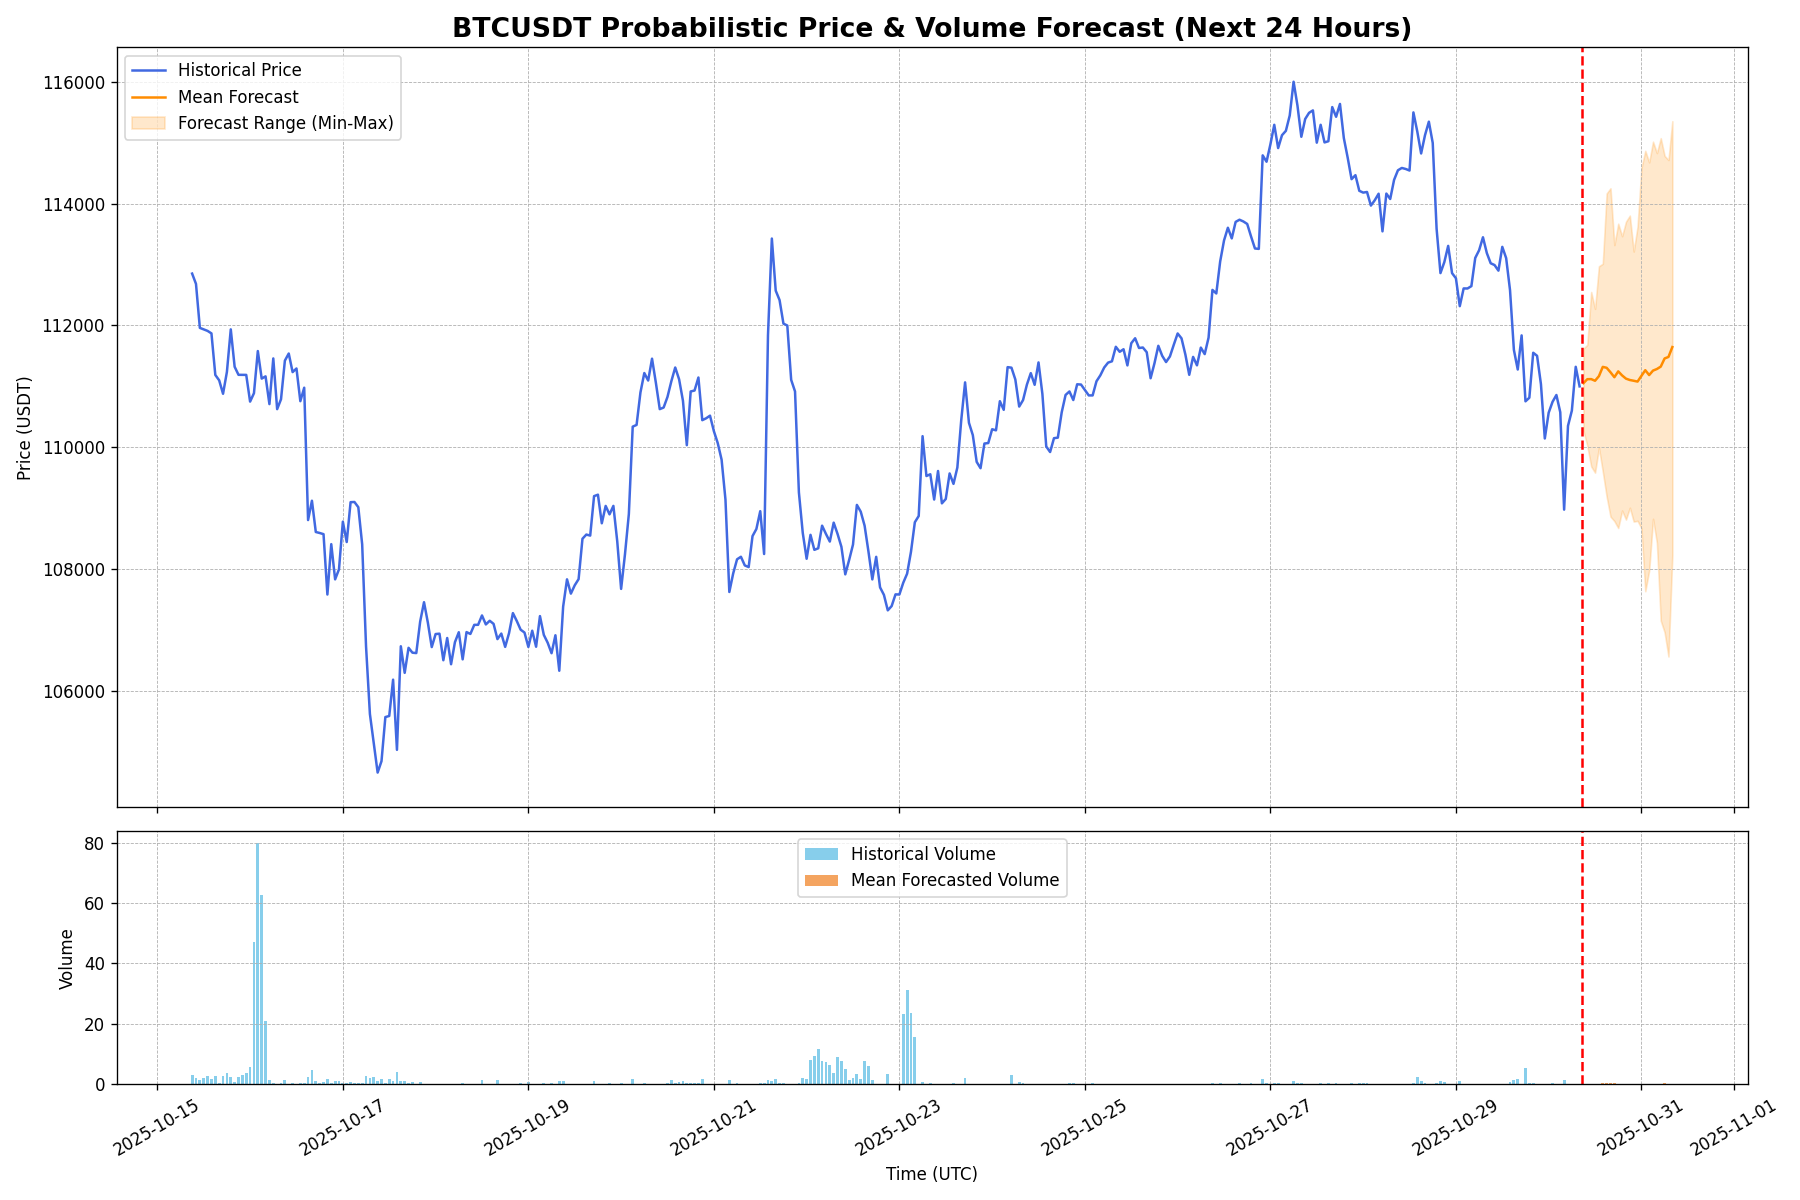 BTCUSDT Probabilistic Price & Volume Forecast (Next 24 Hours)
Historical Price
Mean Forecast
Forecast Range (Min-Max)
Price (USDT)
116000
114000
112000
110000
108000
106000
Historical Volume
Mean Forecasted Volume
Volume
80
60
40
20
0
2025-10-15
2025-10-17
2025-10-19
2025-10-21
2025-10-23
2025-10-25
2025-10-27
2025-10-29
2025-10-31
2025-11-01
Time (UTC)